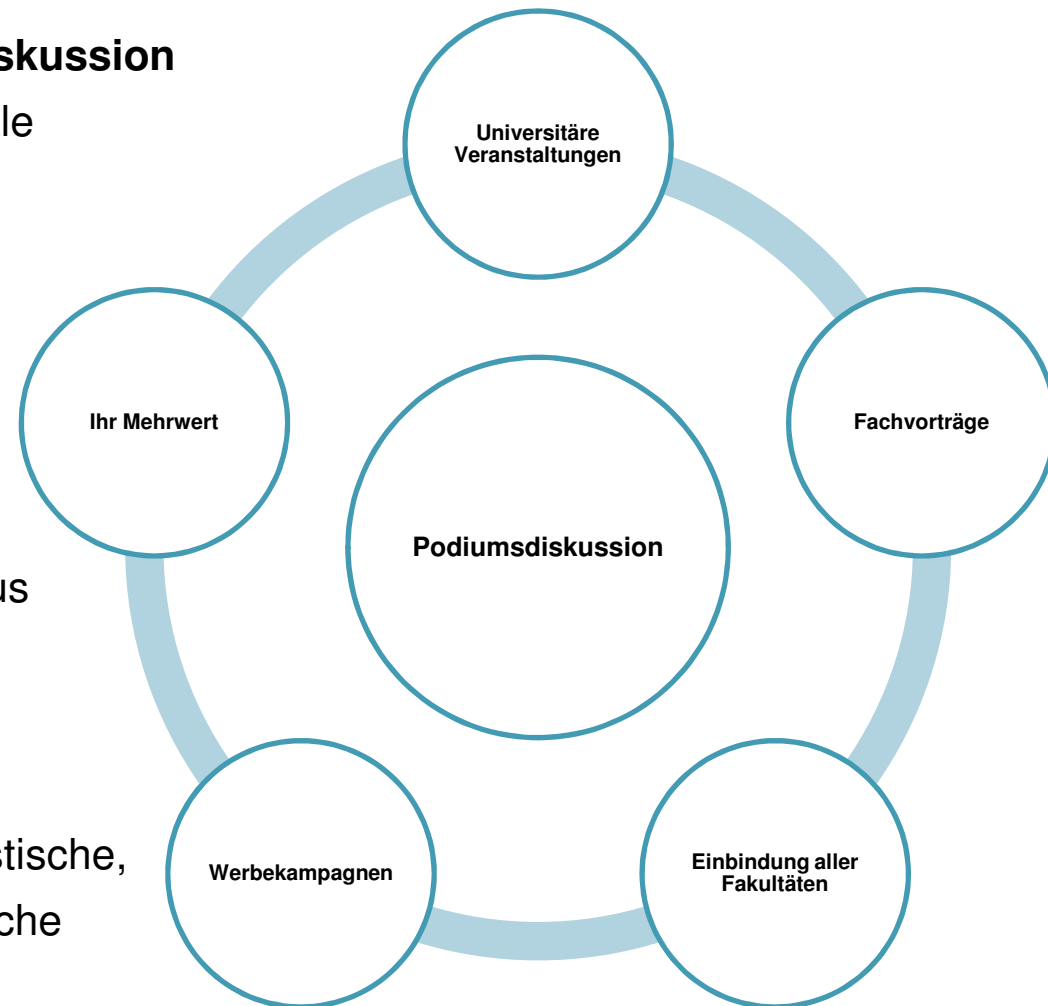 skussion
le
us
stische,
che
Universitäre
Veranstaltungen
Fachvorträge
Einbindung aller
Fakultäten
Werbekampagnen
Ihr Mehrwert
Podiumsdiskussion